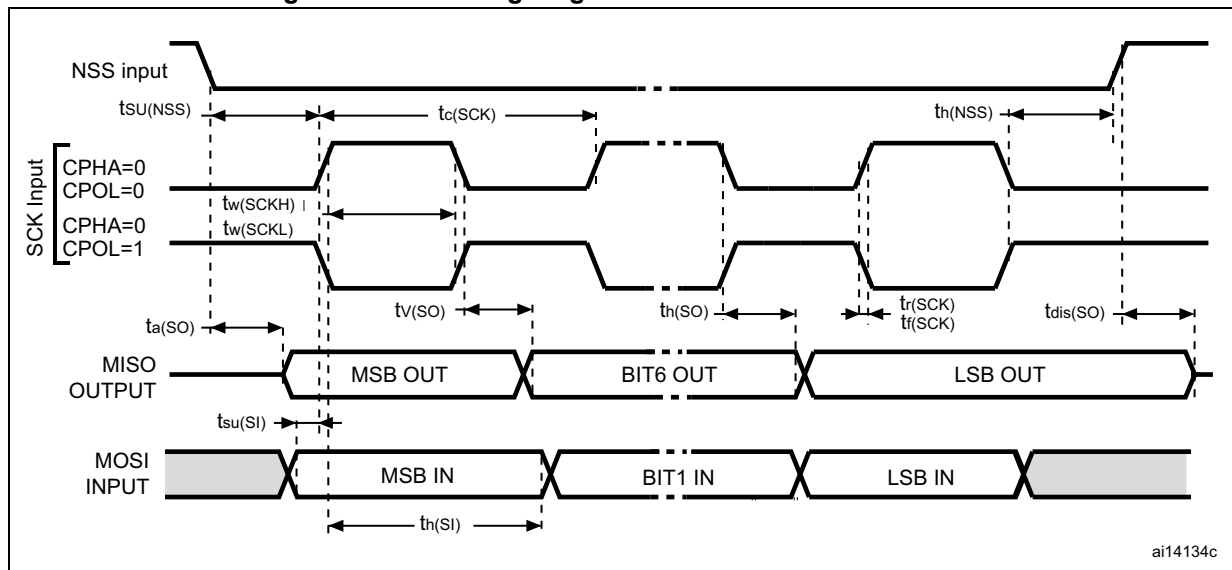 NSS input
tSU(NSS)
tc(SCK)
th(NSS)
SCK Input
CPHA=0
CPOL=0
tw(SCKH)
CPHA=0
tw(SCKL)
CPOL=1
ta(SO)
tV(SO)
th(SO)
tr(SCK)
tf(SCK)
tdis(SO)
MISO
OUTPUT
MSB OUT
BIT6 OUT
LSB OUT
tsu(SI)
MOSI
INPUT
MSB IN
BIT1 IN
LSB IN
th(SI)
ai14134c